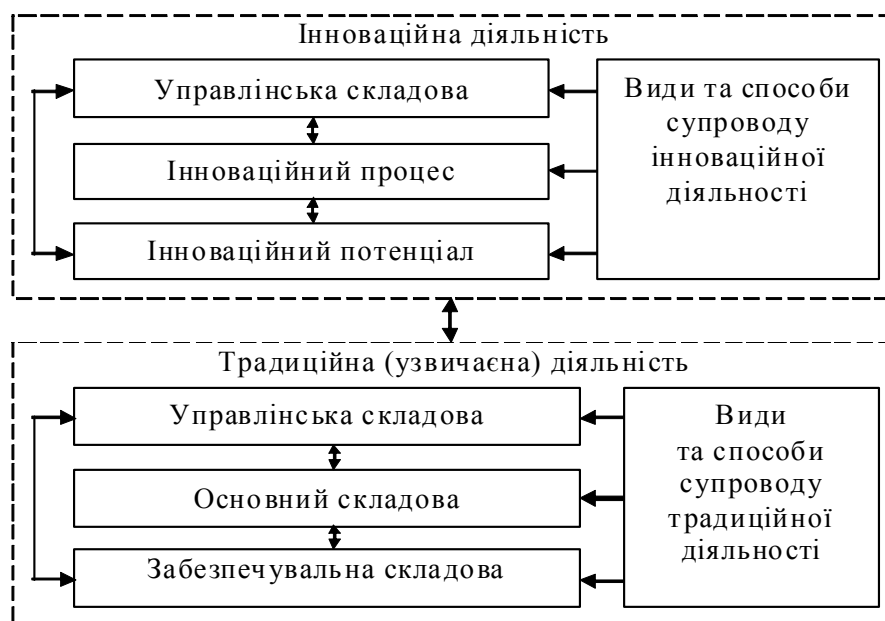 Інноваційна діяльність
Управлінська складова
Інноваційний процес
Інноваційний потенціал
Види та способи
супроводу
інноваційної
діяльності
Традиційна (узвичаєна) діяльність
Управлінська складова
Основний складова
Забезпечувальна складова
Види
та способи
супроводу
традиційної
діяльності